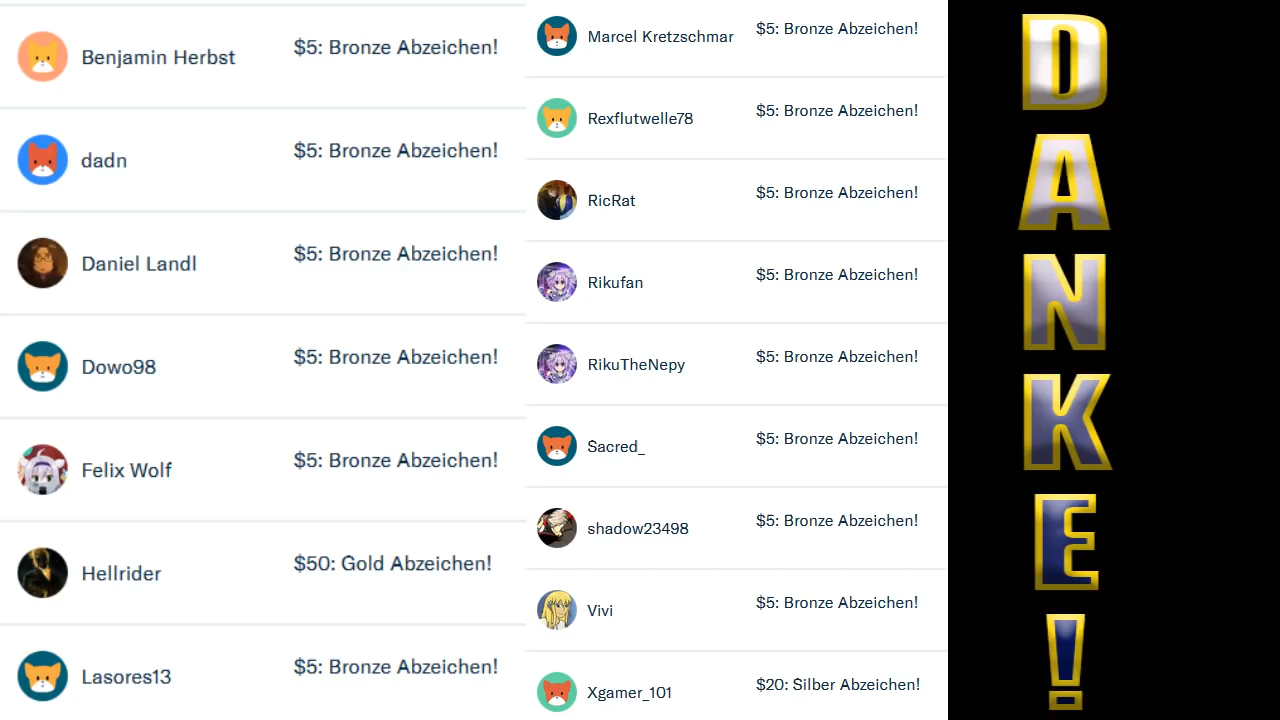 Benjamin Herbst $5: Bronze Abzeichen!
dadn $5: Bronze Abzeichen!
Daniel Landl $5: Bronze Abzeichen!
Dowo98 $5: Bronze Abzeichen!
Felix Wolf $5: Bronze Abzeichen!
Hellrider $50: Gold Abzeichen!
Lasores13 $5: Bronze Abzeichen!
Marcel Kretzschmar $5: Bronze Abzeichen!
Rexflutwelle78 $5: Bronze Abzeichen!
RicRat $5: Bronze Abzeichen!
Rikufan $5: Bronze Abzeichen!
RikuTheNepy $5: Bronze Abzeichen!
Sacred_ $5: Bronze Abzeichen!
shadow23498 $5: Bronze Abzeichen!
Vivi $5: Bronze Abzeichen!
Xgamer_101 $20: Silber Abzeichen!
DANKE!